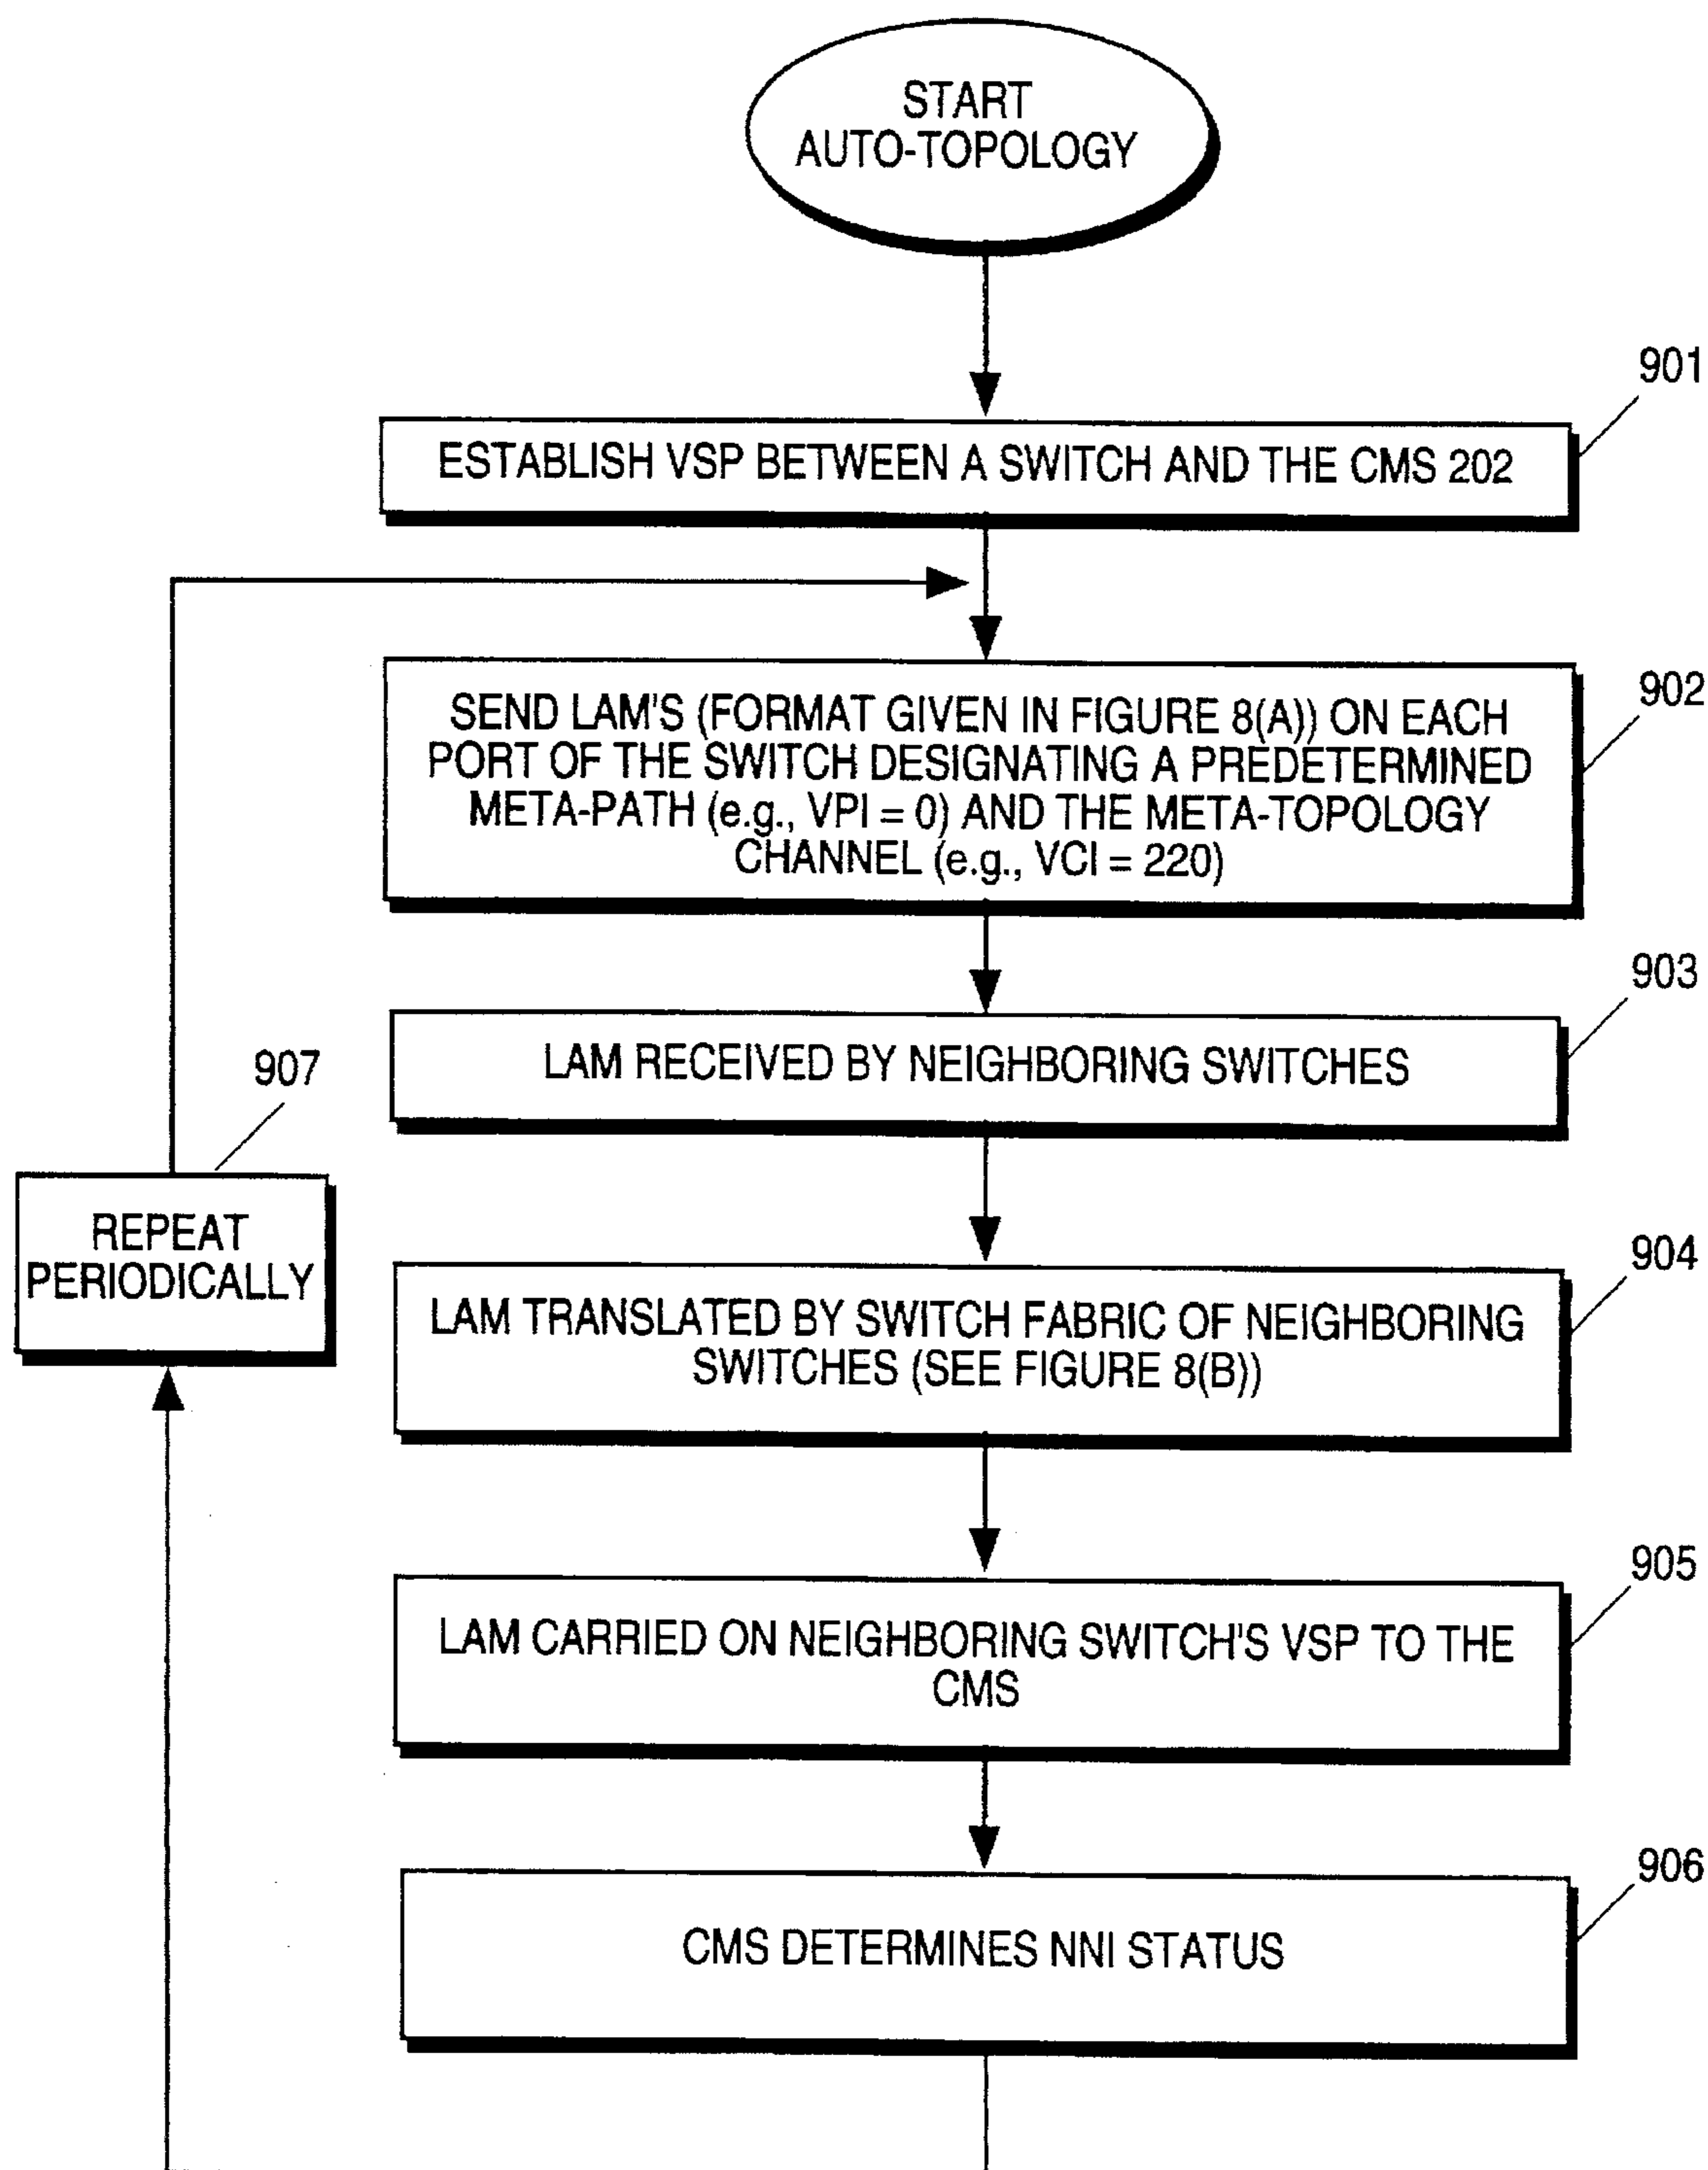 START
AUTO-TOPOLOGY
901
ESTABLISH VSP BETWEEN A SWITCH AND THE CMS 202
902
SEND LAM'S (FORMAT GIVEN IN FIGURE 8(A)) ON EACH
PORT OF THE SWITCH DESIGNATING A PREDETERMINED
META-PATH (e.g., VPI = 0) AND THE META-TOPOLOGY
CHANNEL (e.g., VCI = 220)
903
LAM RECEIVED BY NEIGHBORING SWITCHES
907
REPEAT
PERIODICALLY
904
LAM TRANSLATED BY SWITCH FABRIC OF NEIGHBORING
SWITCHES (SEE FIGURE 8(B))
905
LAM CARRIED ON NEIGHBORING SWITCH'S VSP TO THE
CMS
906
CMS DETERMINES NNI STATUS